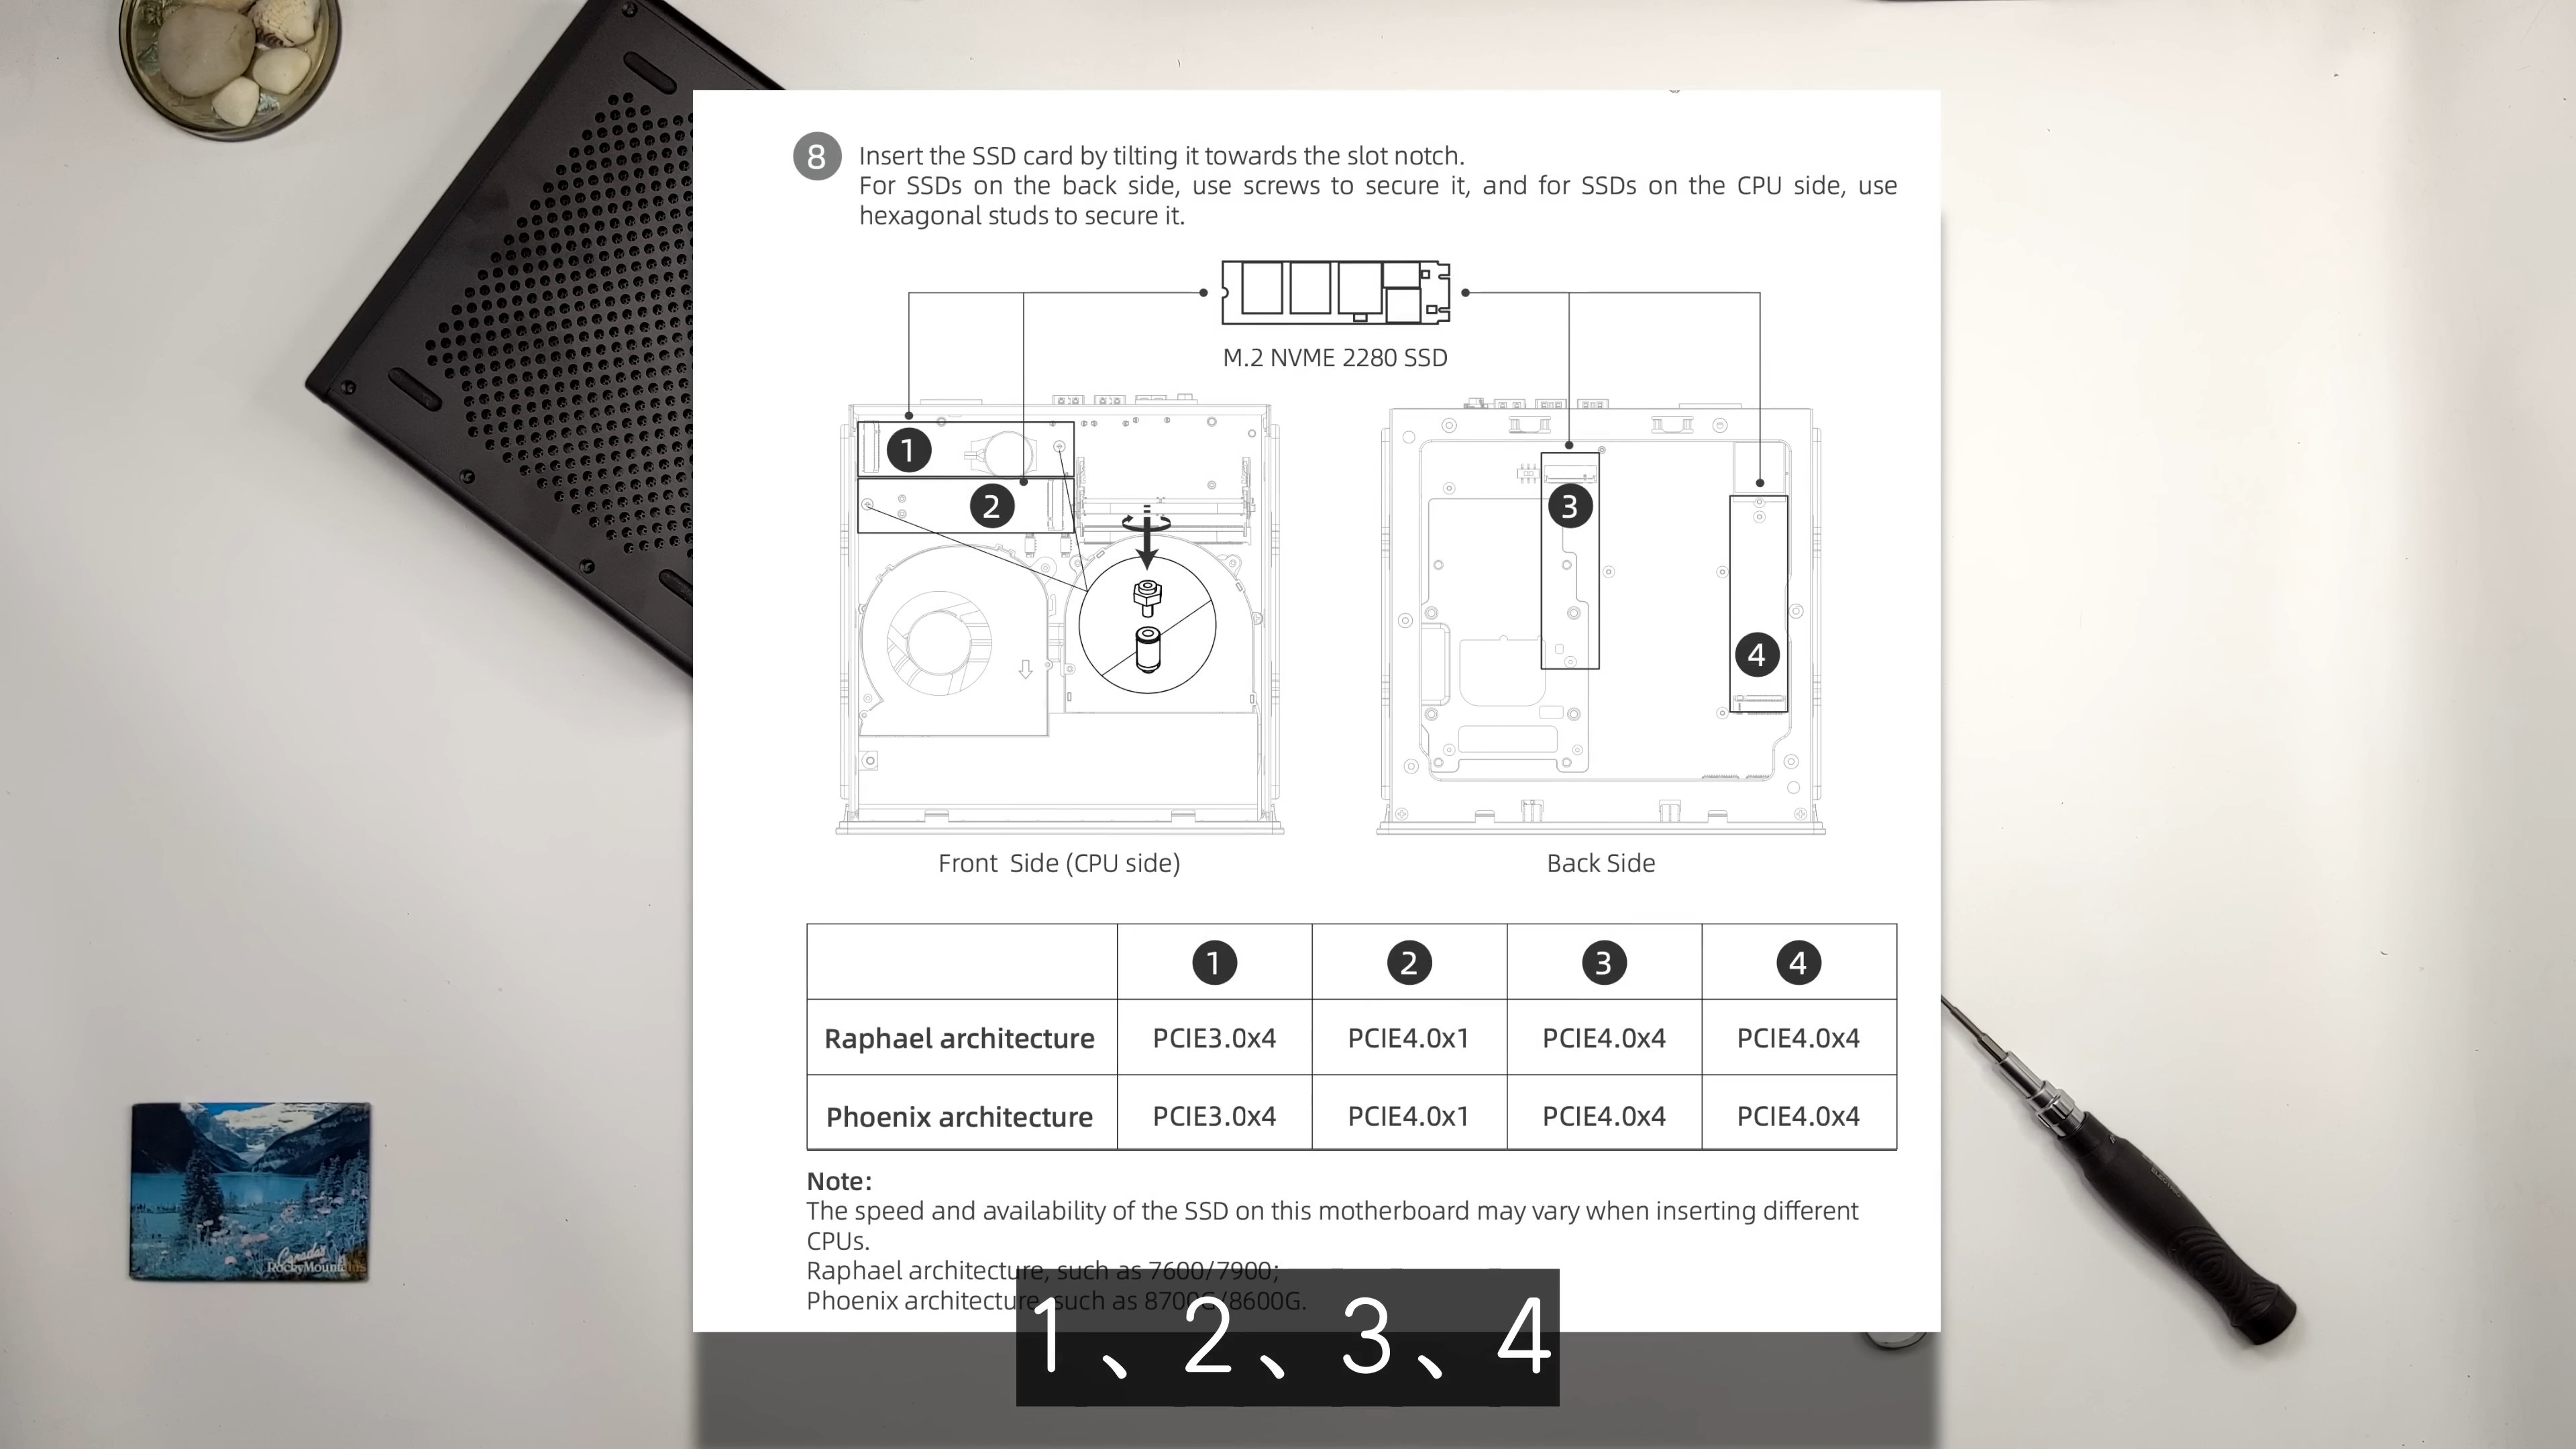 8 Insert the SSD card by tilting it towards the slot notch.
For SSDs on the back side, use screws to secure it, and for SSDs on the CPU side, use
hexagonal studs to secure it.
M.2 NVME 2280 SSD
1
2
3
4
Front Side (CPU side)
Back Side
1 2 3 4
Raphael architecture PCIE3.0x4 PCIE4.0x1 PCIE4.0x4 PCIE4.0x4
Phoenix architecture PCIE3.0x4 PCIE4.0x1 PCIE4.0x4 PCIE4.0x4
Note:
The speed and availability of the SSD on this motherboard may vary when inserting different
CPUs.
Raphael architecture, such as 7600/7900;
Phoenix architecture, such as 8700G/8600G.
1、2、3、4
Canada's
RockyMountains